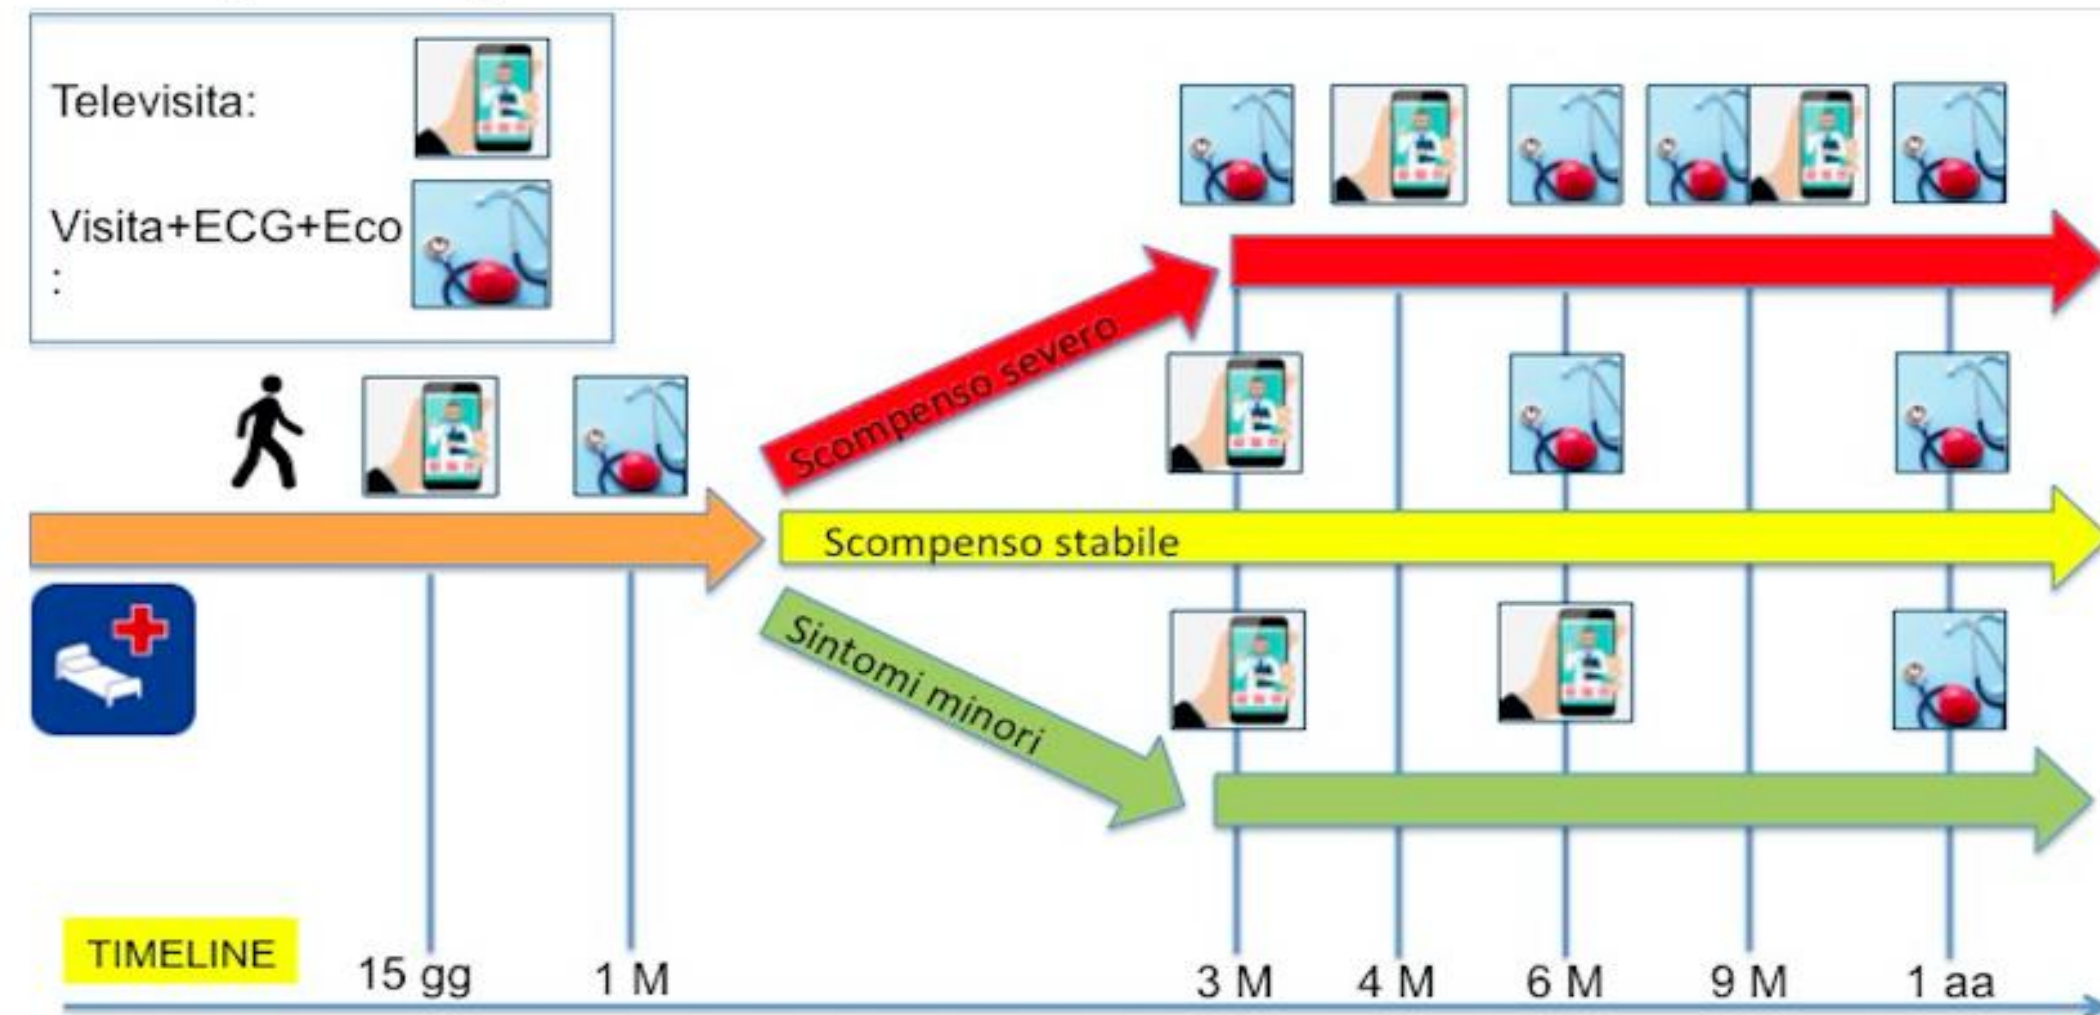 Televisita:
Visita+ECG+Eco
:
Scompenso severo
Scompenso stabile
Sintomi minori
TIMELINE
15 gg
1 M
3 M
4 M
6 M
9 M
1 aa